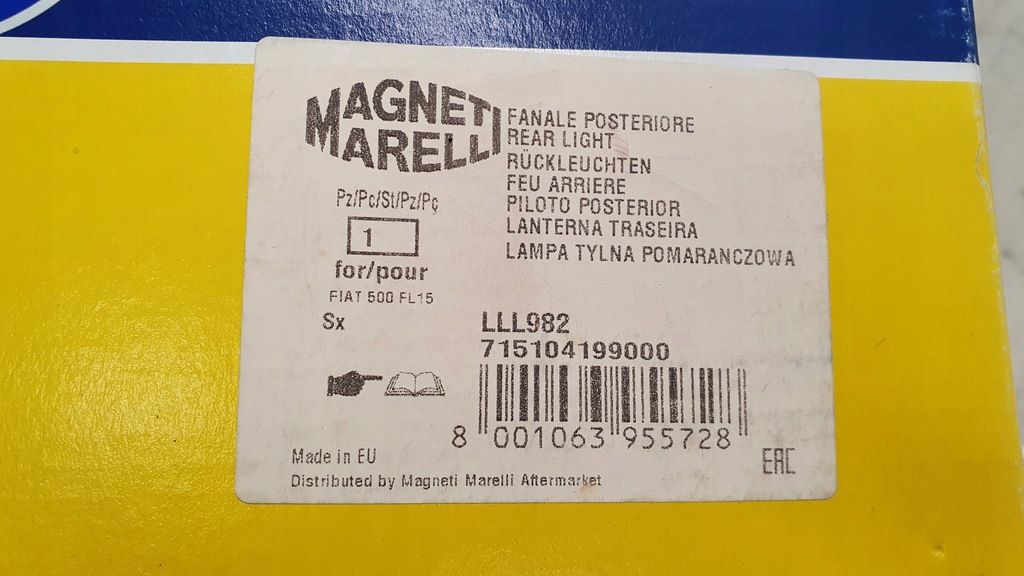 MAGNETI
MARELLI
FANALE POSTERIORE
REAR LIGHT
RÜCKLEUCHTEN
FEU ARRIERE
PILOTO POSTERIOR
LANTERNA TRASEIRA
LAMPA TYLNA POMARANCZOWA
Pz/Pc/St/Pz/Pç
1
for/pour
FIAT 500 FL15
Sx
LLL982
715104199000
8 001063 955728
Made in EU
Distributed by Magneti Marelli Aftermarket
EAC